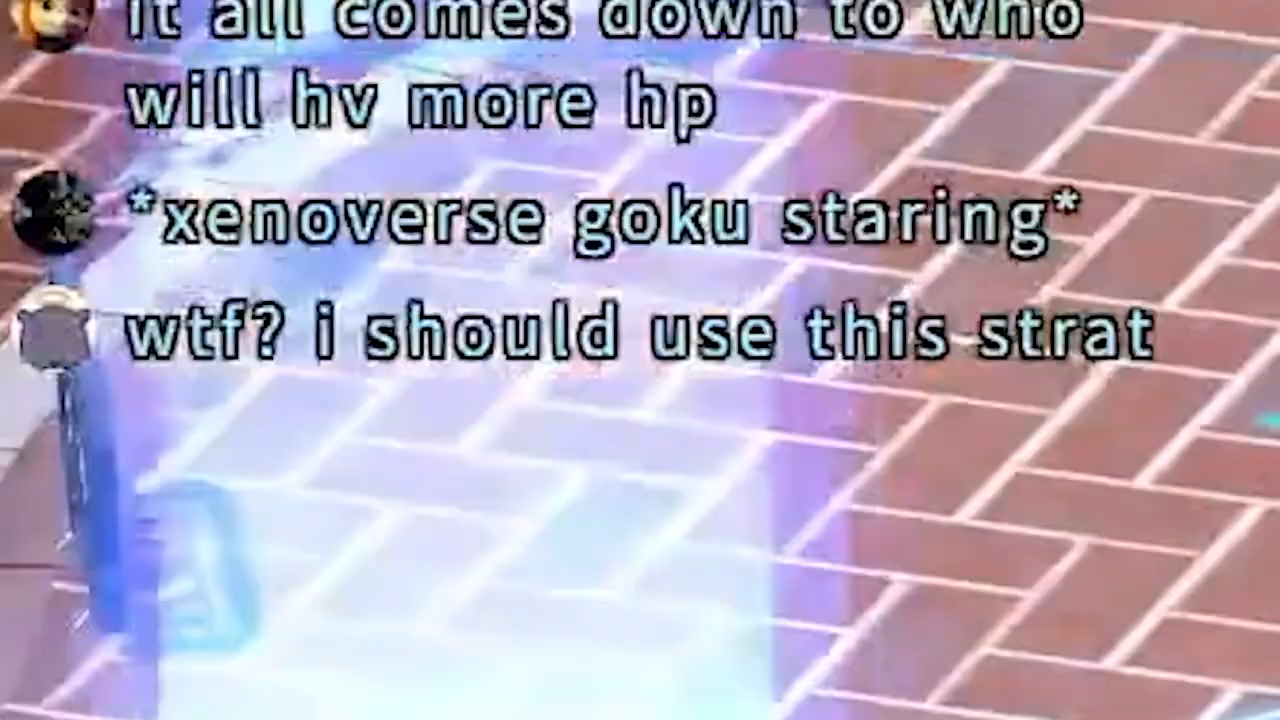 it all comes down to who
will hv more hp
*xenoverse goku staring*
wtf? i should use this strat